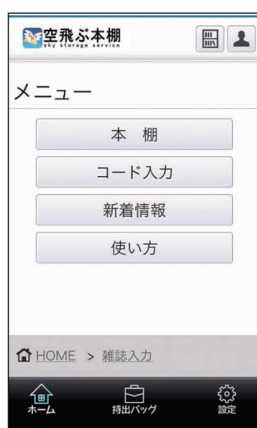 空飛ぶ本棚
sky storage service
メニュー
本 棚
コード入力
新着情報
使い方
HOME > 雑誌入力
ホーム
持出バッグ
設定